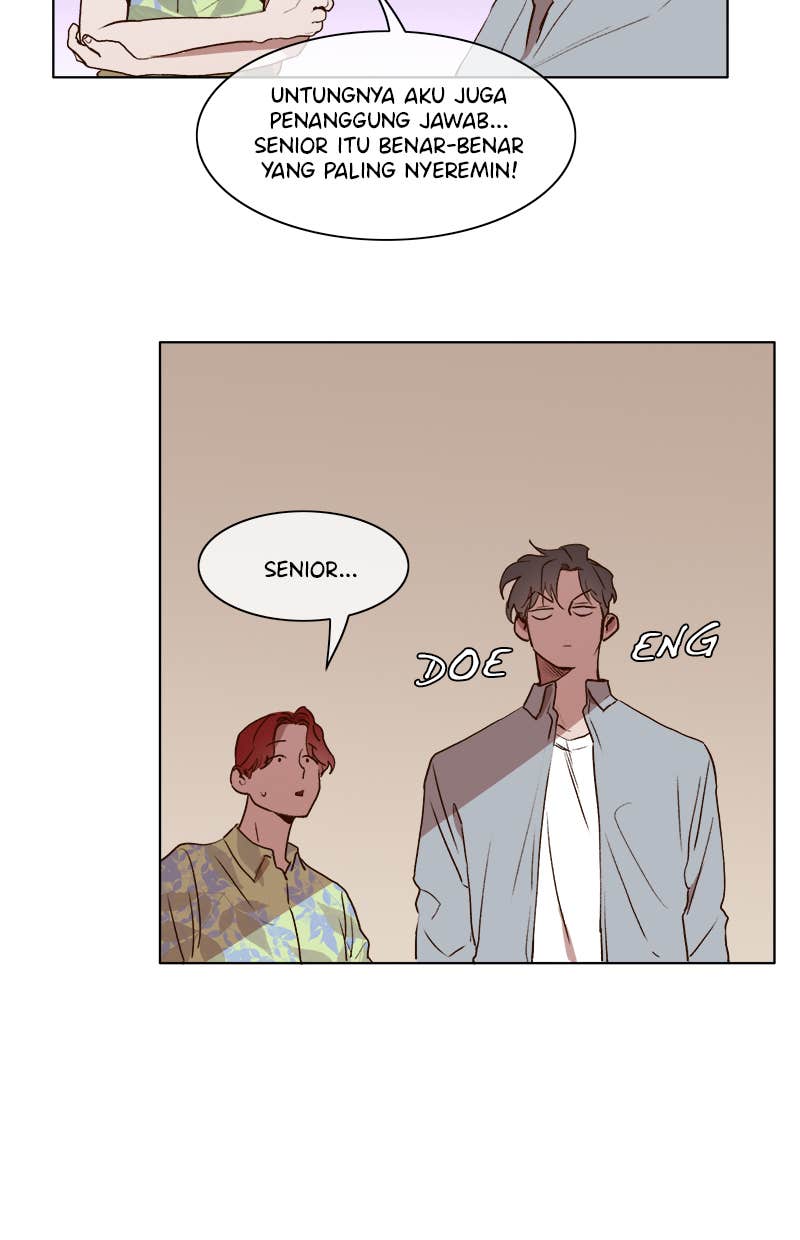 UNTUNGNYA AKU JUGA
PENANGGUNG JAWAB...
SENIOR ITU BENAR-BENAR
YANG PALING NYEREMIN!
SENIOR...
DOE ENG